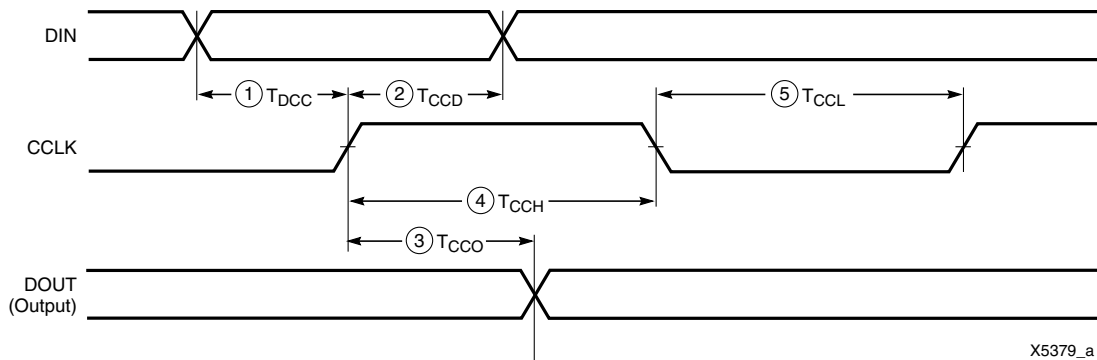 DIN
① TDCC
② TCCD
⑤ TCCL
CCLK
④ TCCH
③ TCCO
DOUT
(Output)
X5379_a